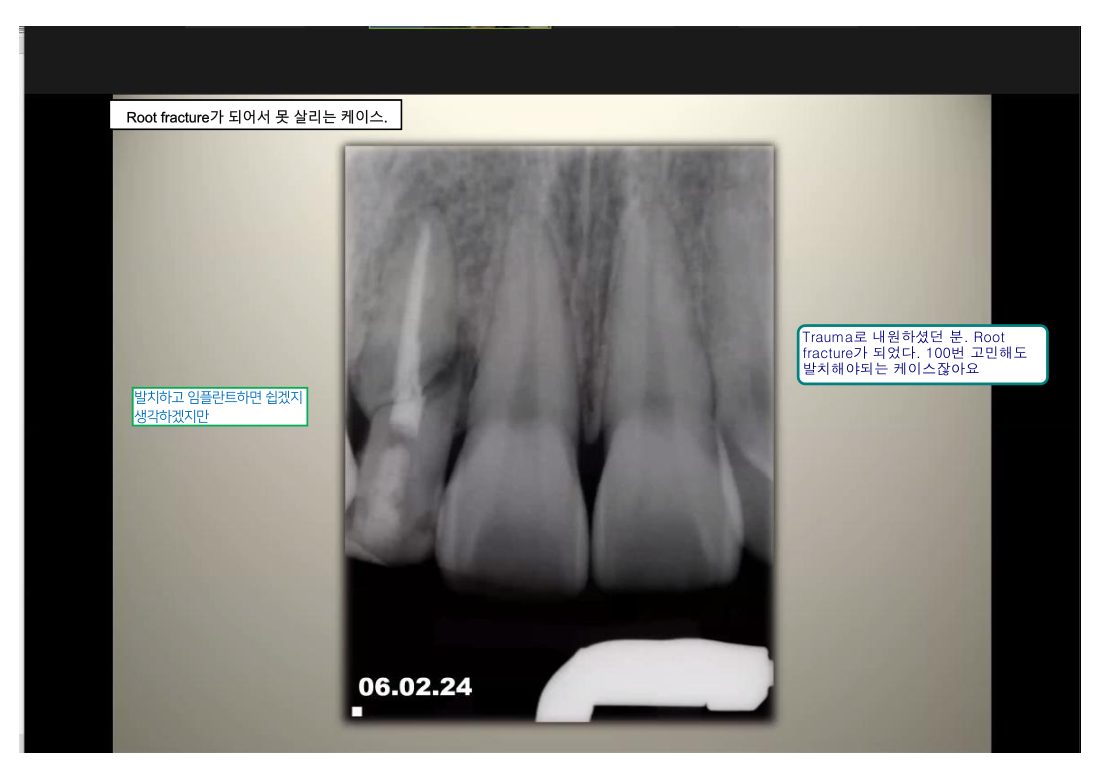 Root fracture가 되어서 못 살리는 케이스.
Trauma로 내원하셨던 분. Root
fracture가 되었다. 100번 고민해도
발치해야되는 케이스잖아요
발치하고 임플란트하면 쉽겠지
생각하겠지만
06.02.24